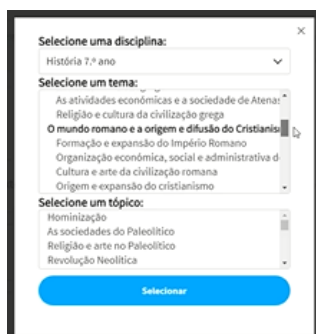 Selecione uma disciplina:
História 7.º ano
Selecione um tema:
As atividades económicas e a sociedade de Atenas
Religião e cultura da civilização grega
O mundo romano e a origem e difusão do Cristianis
Formação e expansão do Império Romano
Organização económica, social e administrativa d
Cultura e arte da civilização romana
Origem e expansão do cristianismo
Selecione um tópico:
Hominização
As sociedades do Paleolítico
Religião e arte no Paleolítico
Revolução Neolítica
Selecionar